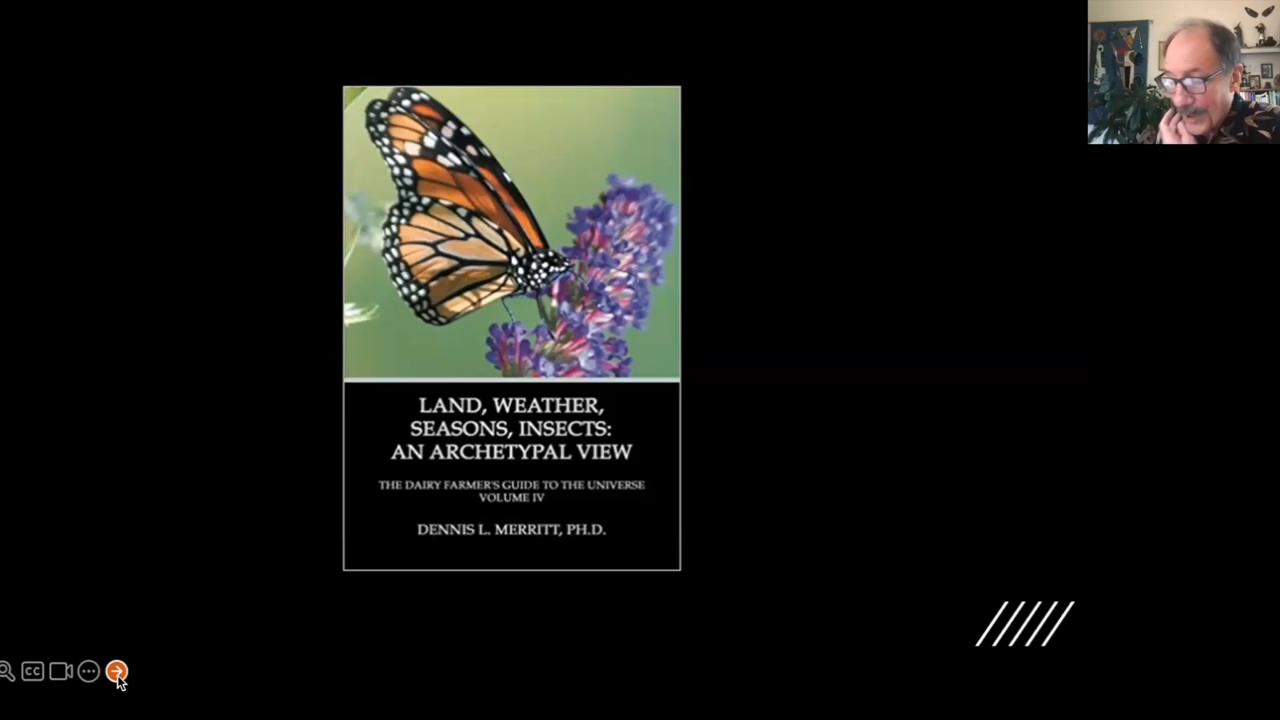 LAND, WEATHER,
SEASONS, INSECTS:
AN ARCHETYPAL VIEW
THE DAIRY FARMER'S GUIDE TO THE UNIVERSE
VOLUME IV
DENNIS L. MERRITT, PH.D.
CC